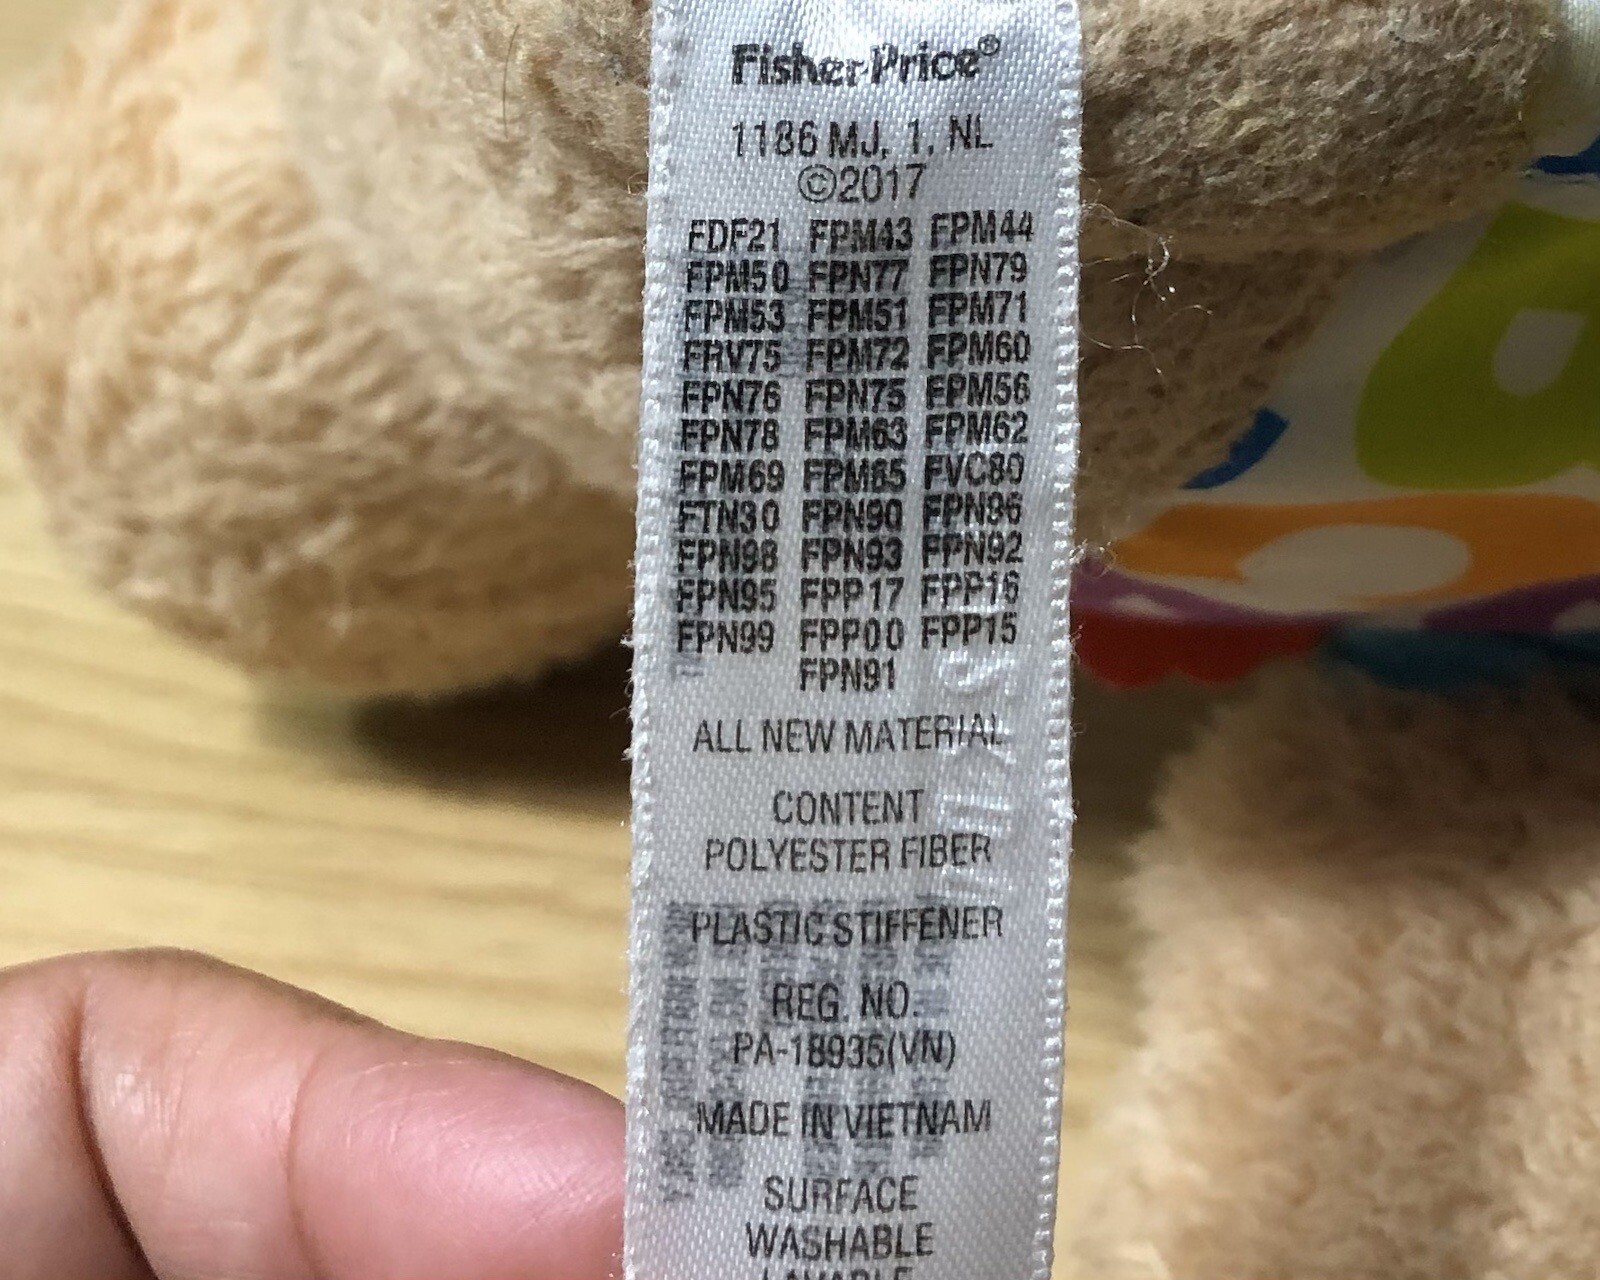 Fisher-Price®
1186 MJ, 1, NL
©2017
FDF21 FPM43 FPM44
FPM50 FPN77 FPN79
FPM53 FPM51 FPM71
FRV75 FPM72 FPM60
FPN76 FPN75 FPM56
FPN78 FPM63 FPM62
FPM69 FPM65 FVC80
FTN30 FPN90 FPN96
FPN98 FPN93 FPN92
FPN95 FPP17 FPP16
FPN99 FPP00 FPP15
FPN91
ALL NEW MATERIAL
CONTENT
POLYESTER FIBER
PLASTIC STIFFENER
REG. NO.
PA-18935(VN)
MADE IN VIETNAM
SURFACE
WASHABLE